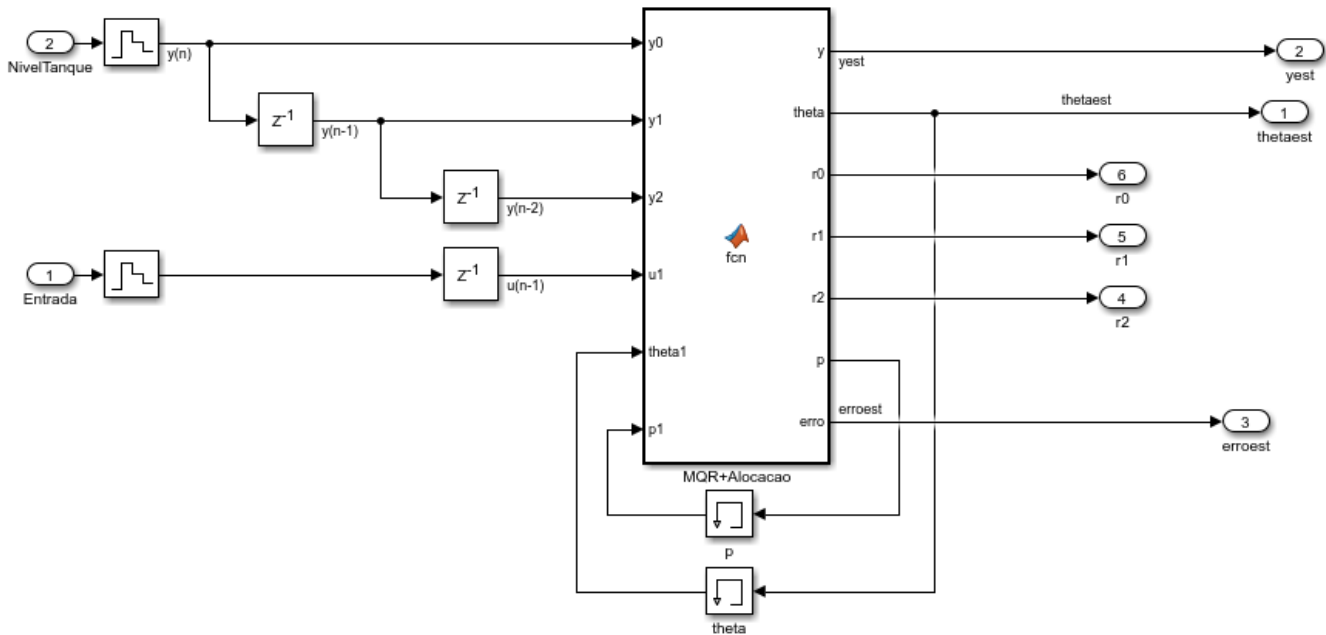 2
NivelTanque
y(n)
z-1
y(n-1)
z-1
y(n-2)
1
Entrada
z-1
u(n-1)
y0
y1
y2
u1
theta1
p1
fcn
y
theta
r0
r1
r2
p
erro
MQR+Alocacao
p
theta
yest
2
yest
thetaest
1
thetaest
6
r0
5
r1
4
r2
erroest
3
erroest